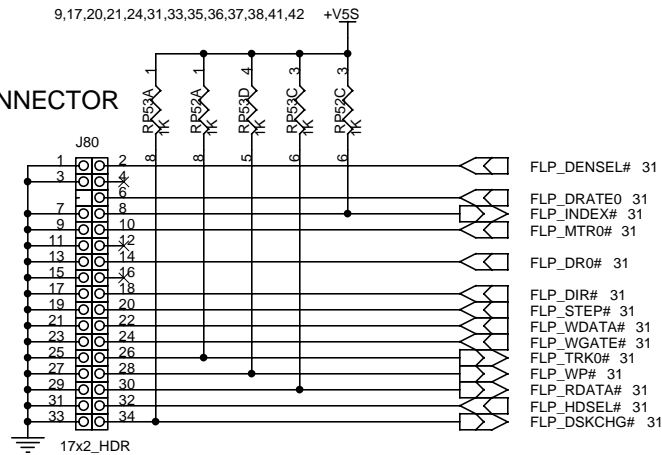 9,17,20,21,24,31,33,35,36,37,38,41,42 +V5S
1 1 4 3 3
RP53A 1K RP52A 1K RP53D 1K RP53C 1K RP52C 1K
8 8 5 6 6
NNECTOR
J80
1 2 FLP_DENSEL# 31
3 4
6 FLP_DRATE0 31
7 8 FLP_INDEX# 31
9 10 FLP_MTR0# 31
11 12
13 14 FLP_DR0# 31
15 16
17 18 FLP_DIR# 31
19 20 FLP_STEP# 31
21 22 FLP_WDATA# 31
23 24 FLP_WGATE# 31
25 26 FLP_TRK0# 31
27 28 FLP_WP# 31
29 30 FLP_RDATA# 31
31 32 FLP_HDSEL# 31
33 34 FLP_DSKCHG# 31
17x2_HDR